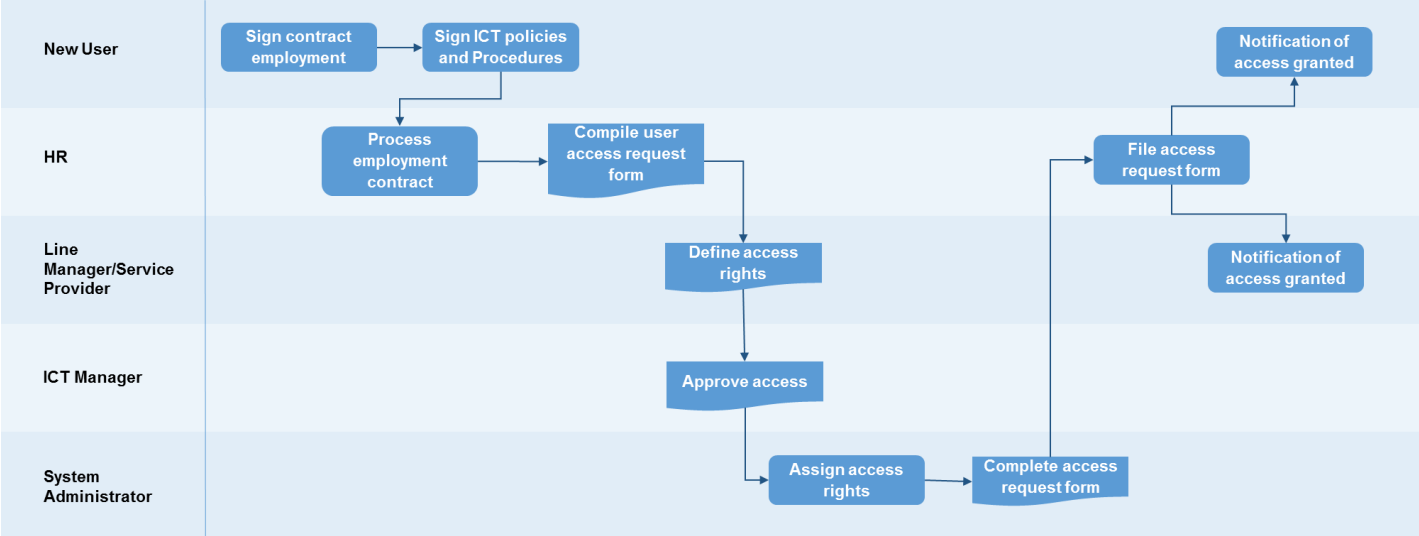 New User
Sign contract
employment
Sign ICT policies
and Procedures
Notification of
access granted
HR
Process
employment
contract
Compile user
access request
form
File access
request form
Line
Manager/Service
Provider
Define access
rights
Notification of
access granted
ICT Manager
Approve access
System
Administrator
Assign access
rights
Complete access
request form